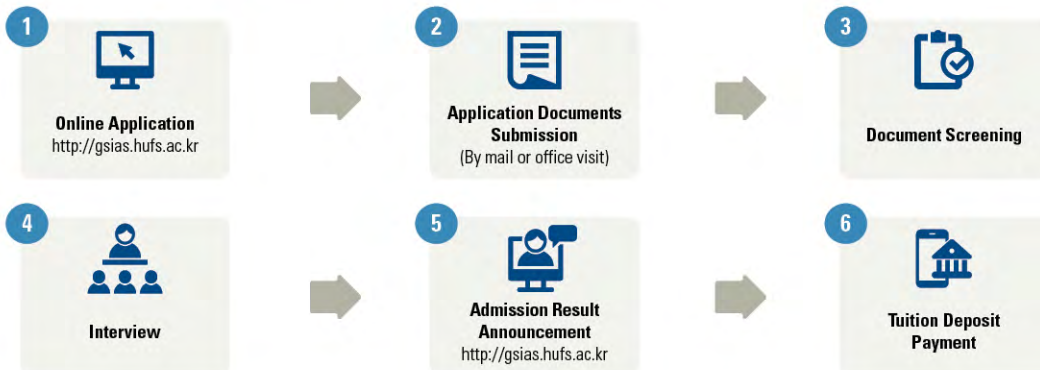 1
Online Application
http://gsias.hufs.ac.kr
2
Application Documents
Submission
(By mail or office visit)
3
Document Screening
4
Interview
5
Admission Result
Announcement
http://gsias.hufs.ac.kr
6
Tuition Deposit
Payment